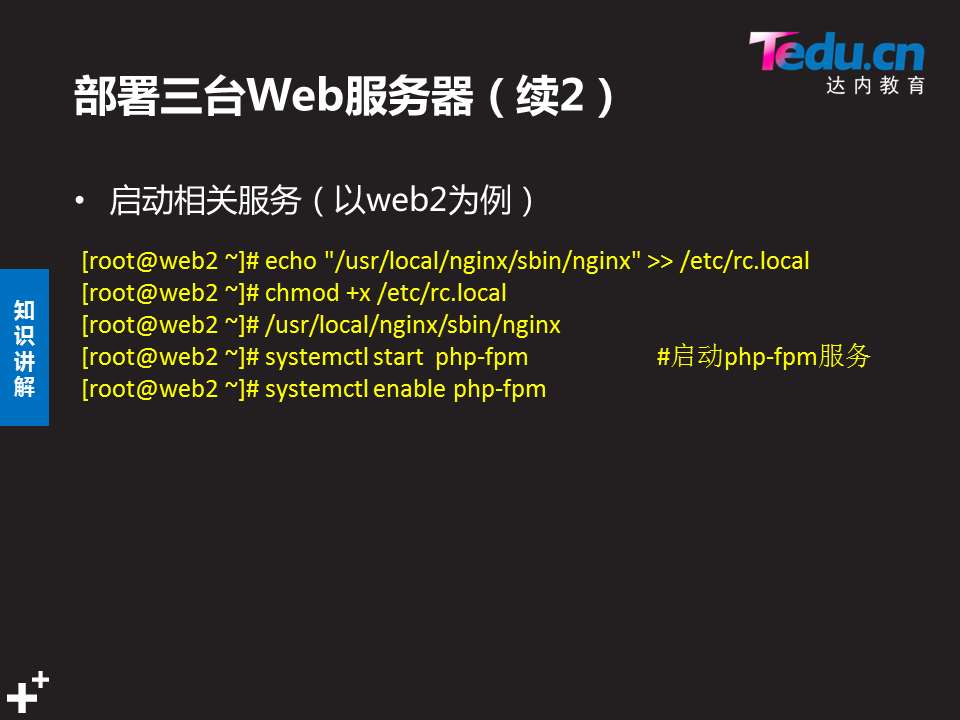 Tedu.cn
达内教育
部署三台Web服务器（续2）
• 启动相关服务（以web2为例）
[root@web2 ~]# echo "/usr/local/nginx/sbin/nginx" >> /etc/rc.local
[root@web2 ~]# chmod +x /etc/rc.local
[root@web2 ~]# /usr/local/nginx/sbin/nginx
[root@web2 ~]# systemctl start  php-fpm #启动php-fpm服务
[root@web2 ~]# systemctl enable php-fpm
知识讲解